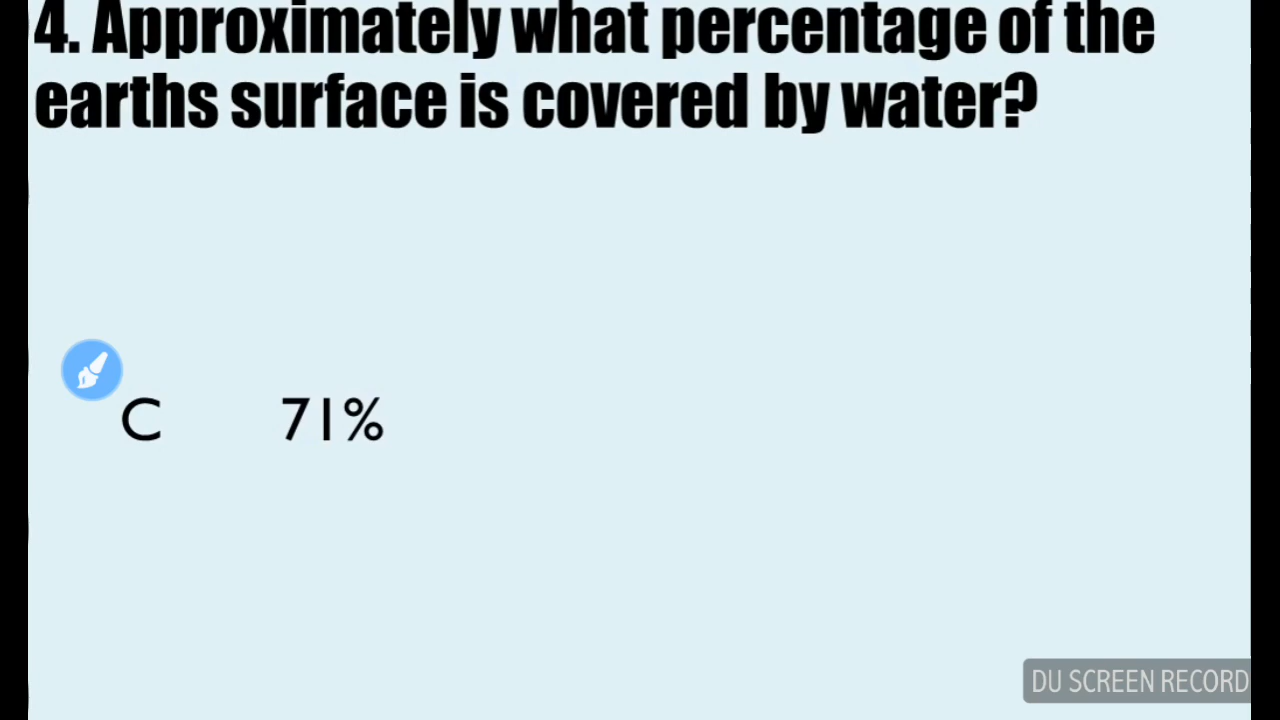 4. Approximately what percentage of the
earths surface is covered by water?
C 71%
DU SCREEN RECORD